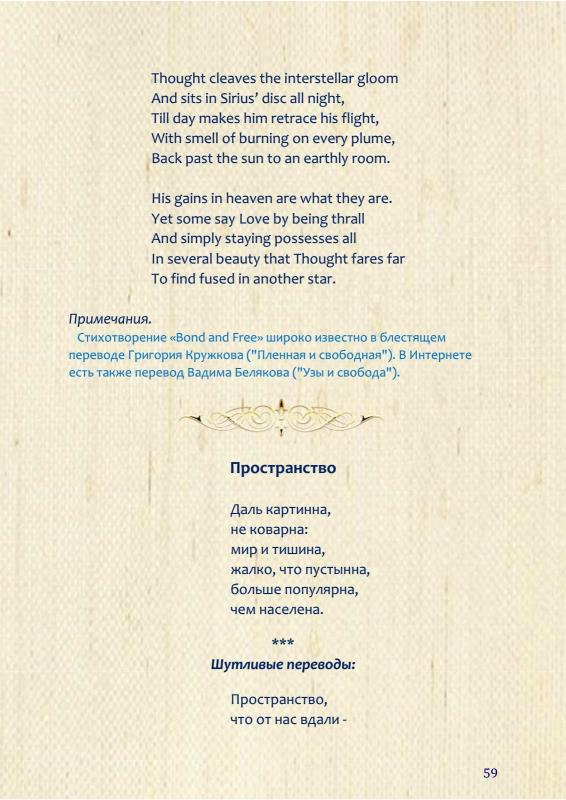 Thought cleaves the interstellar gloom
And sits in Sirius’ disc all night,
Till day makes him retrace his flight,
With smell of burning on every plume,
Back past the sun to an earthly room.
His gains in heaven are what they are.
Yet some say Love by being thrall
And simply staying possesses all
In several beauty that Thought fares far
To find fused in another star.
Примечания.
Стихотворение «Bond and Free» широко известно в блестящем
переводе Григория Кружкова ("Пленная и свободная"). В Интернете
есть также перевод Вадима Белякова ("Узы и свобода").
Пространство
Даль картинна,
не коварна:
мир и тишина,
жалко, что пустынна,
больше популярна,
чем населена.
***
Шутливые переводы:
Пространство,
что от нас вдали -
59